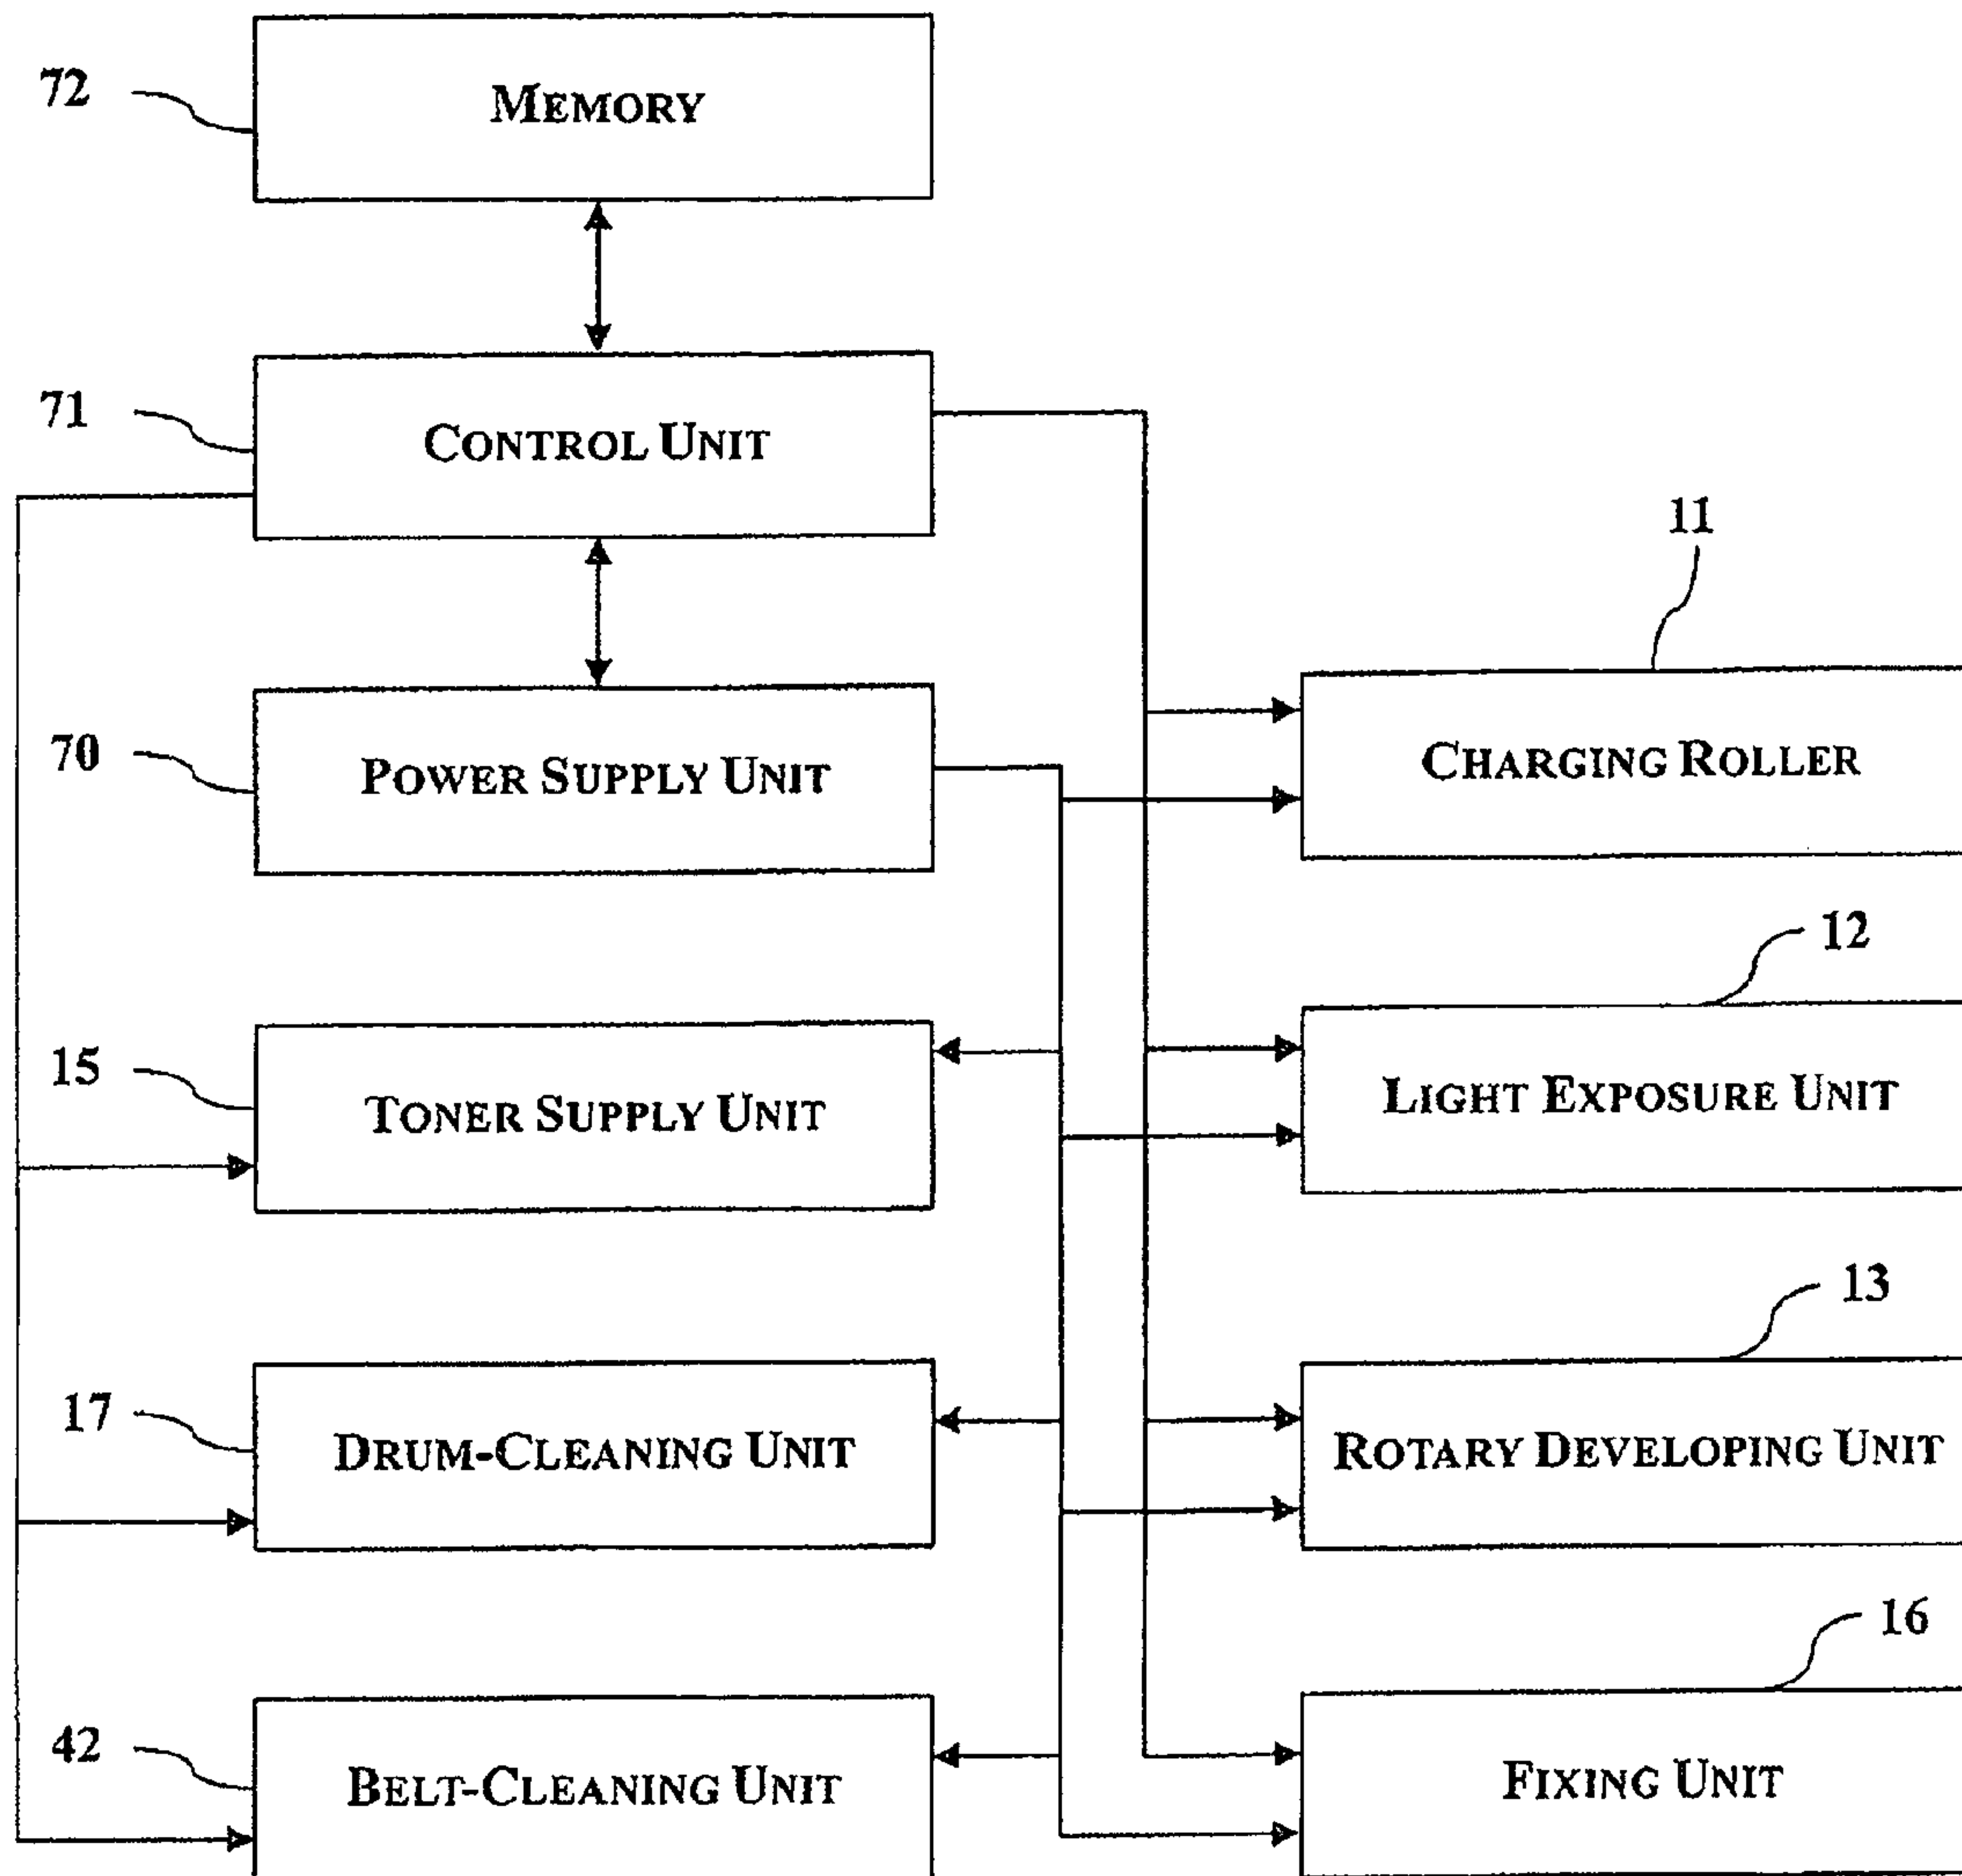 72
MEMORY
71
CONTROL UNIT
11
70
POWER SUPPLY UNIT
CHARGING ROLLER
12
15
TONER SUPPLY UNIT
LIGHT EXPOSURE UNIT
13
17
DRUM-CLEANING UNIT
ROTARY DEVELOPING UNIT
16
42
BELT-CLEANING UNIT
FIXING UNIT